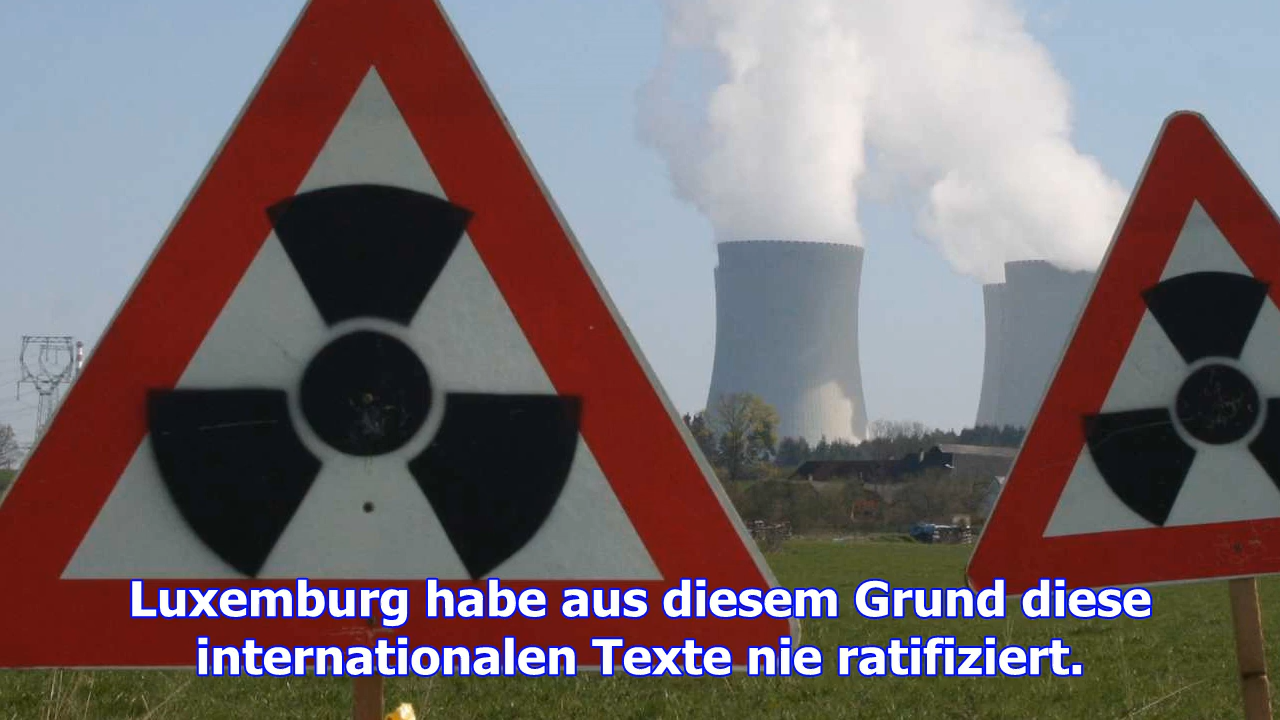 Luxemburg habe aus diesem Grund diese
internationalen Texte nie ratifiziert.